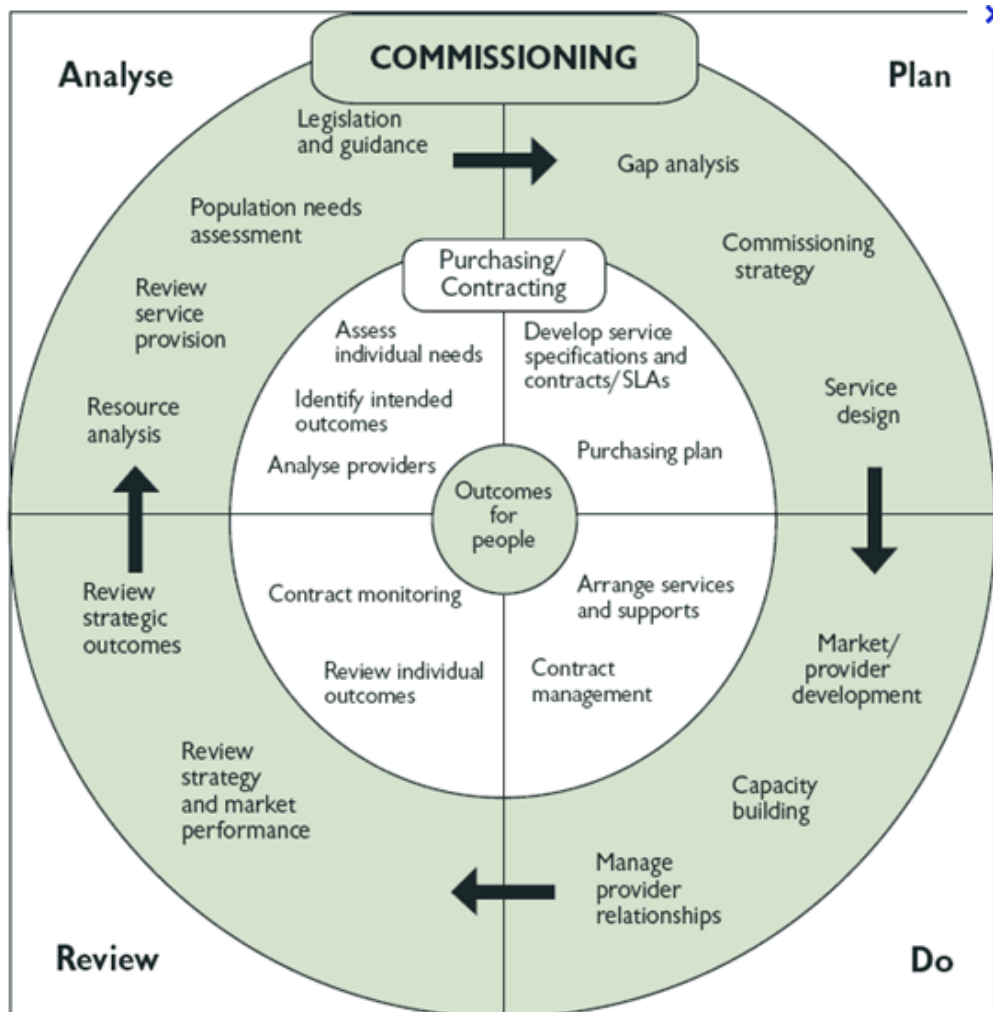 COMMISSIONING
Analyse
Plan
Legislation
and guidance
Population needs
assessment
Review
service
provision
Resource
analysis
Gap analysis
Commissioning
strategy
Service
design
Purchasing/
Contracting
Assess
individual needs
Identify intended
outcomes
Analyse providers
Develop service
specifications and
contracts/SLAs
Purchasing plan
Outcomes
for
people
Contract monitoring
Review individual
outcomes
Arrange services
and supports
Contract
management
Review
strategic
outcomes
Review
strategy
and market
performance
Market/
provider
development
Capacity
building
Manage
provider
relationships
Review
Do